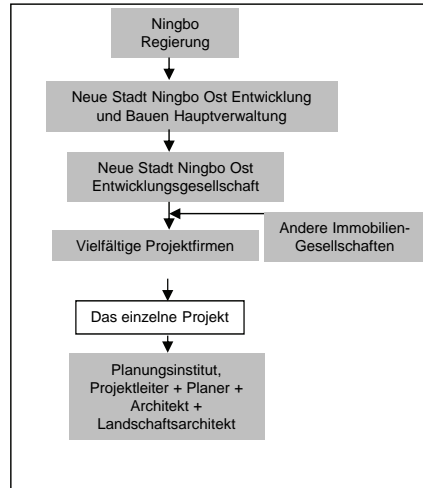 Ningbo
Regierung
Neue Stadt Ningbo Ost Entwicklung
und Bauen Hauptverwaltung
Neue Stadt Ningbo Ost
Entwicklungsgesellschaft
Andere Immobilien-
Gesellschaften
Vielfältige Projektfirmen
Das einzelne Projekt
Planungsinstitut,
Projektleiter + Planer +
Architekt +
Landschaftsarchitekt